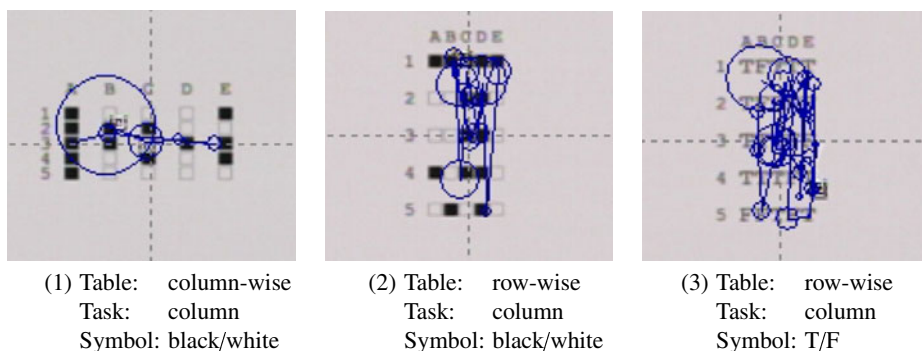 A B C D E
1
2
3
4
5
A B C D E
1
2
3
4
5
A B C D E
1
2
3
4
5
(1) Table: column-wise
Task: column
Symbol: black/white
(2) Table: row-wise
Task: column
Symbol: black/white
(3) Table: row-wise
Task: column
Symbol: T/F